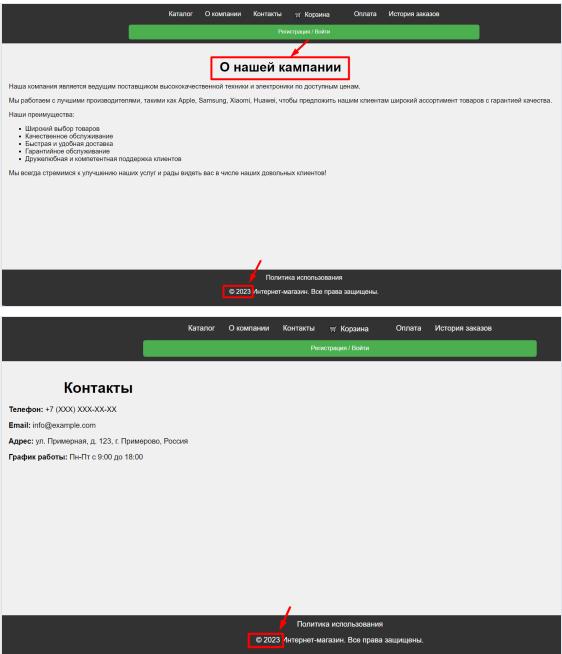 Каталог О компании Контакты Корзина Оплата История заказов
Регистрация / Войти
О нашей кампании
Наша компания является ведущим поставщиком высококачественной техники и электроники по доступным ценам.
Мы работаем с лучшими производителями, такими как Apple, Samsung, Xiaomi, Huawei, чтобы предложить нашим клиентам широкий ассортимент товаров с гарантией качества.
Наши преимущества:
Широкий выбор товаров
Качественное обслуживание
Быстрая и удобная доставка
Гарантийное обслуживание
Дружелюбная и компетентная поддержка клиентов
Мы всегда стремимся к улучшению наших услуг и рады видеть вас в числе наших довольных клиентов!
Политика использования
© 2023 Интернет-магазин. Все права защищены.
Каталог О компании Контакты Корзина Оплата История заказов
Регистрация / Войти
Контакты
Телефон: +7 (XXX) XXX-XX-XX
Email: info@example.com
Адрес: ул. Примерная, д. 123, г. Примерово, Россия
График работы: Пн-Пт с 9:00 до 18:00
Политика использования
© 2023 Интернет-магазин. Все права защищены.